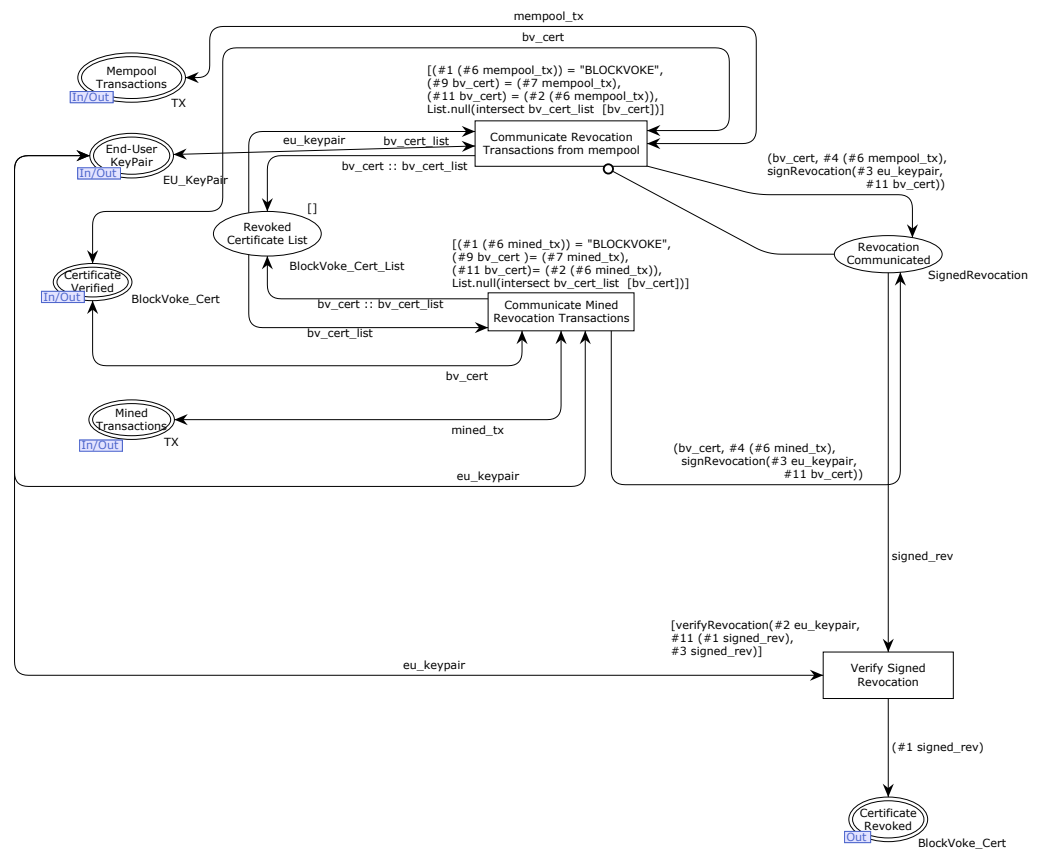 mempool_tx
bv_cert
Mempool
Transactions
In/Out
TX
[(#1 (#6 mempool_tx)) = "BLOCKVOKE",
(#9 bv_cert) = (#7 mempool_tx),
(#11 bv_cert) = (#2 (#6 mempool_tx)),
List.null(intersect bv_cert_list  [bv_cert])]
Communicate Revocation
Transactions from mempool
eu_keypair
bv_cert_list
End-User
KeyPair
In/Out
EU_KeyPair
bv_cert :: bv_cert_list
(bv_cert, #4 (#6 mempool_tx),
signRevocation(#3 eu_keypair,
#11 bv_cert))
[]
Revoked
Certificate List
BlockVoke_Cert_List
Revocation
Communicated
SignedRevocation
[(#1 (#6 mined_tx)) = "BLOCKVOKE",
(#9 bv_cert )= (#7 mined_tx),
(#11 bv_cert)= (#2 (#6 mined_tx)),
List.null(intersect bv_cert_list  [bv_cert])]
Certificate
Verified
In/Out
BlockVoke_Cert
bv_cert :: bv_cert_list
Communicate Mined
Revocation Transactions
bv_cert_list
bv_cert
Mined
Transactions
In/Out
TX
mined_tx
(bv_cert, #4 (#6 mined_tx),
signRevocation(#3 eu_keypair,
#11 bv_cert))
eu_keypair
signed_rev
[verifyRevocation(#2 eu_keypair,
#11 (#1 signed_rev),
#3 signed_rev)]
eu_keypair
Verify Signed
Revocation
(#1 signed_rev)
Certificate
Revoked
Out
BlockVoke_Cert